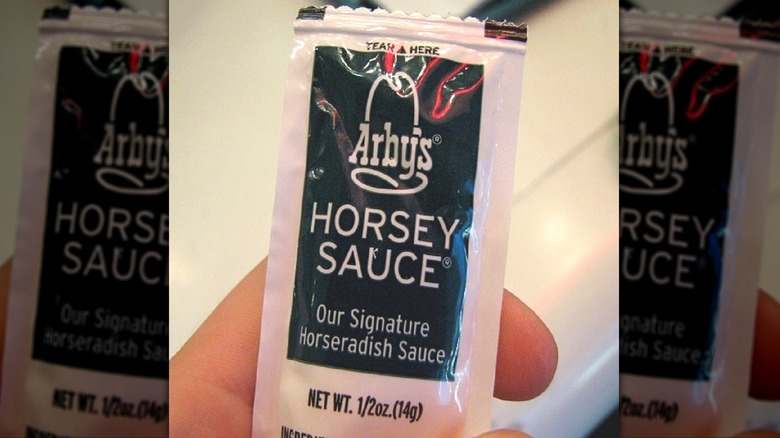 TEAR ▲ HERE
Arby's®
HORSEY
SAUCE®
Our Signature
Horseradish Sauce
NET WT. 1/2oz.(14g)